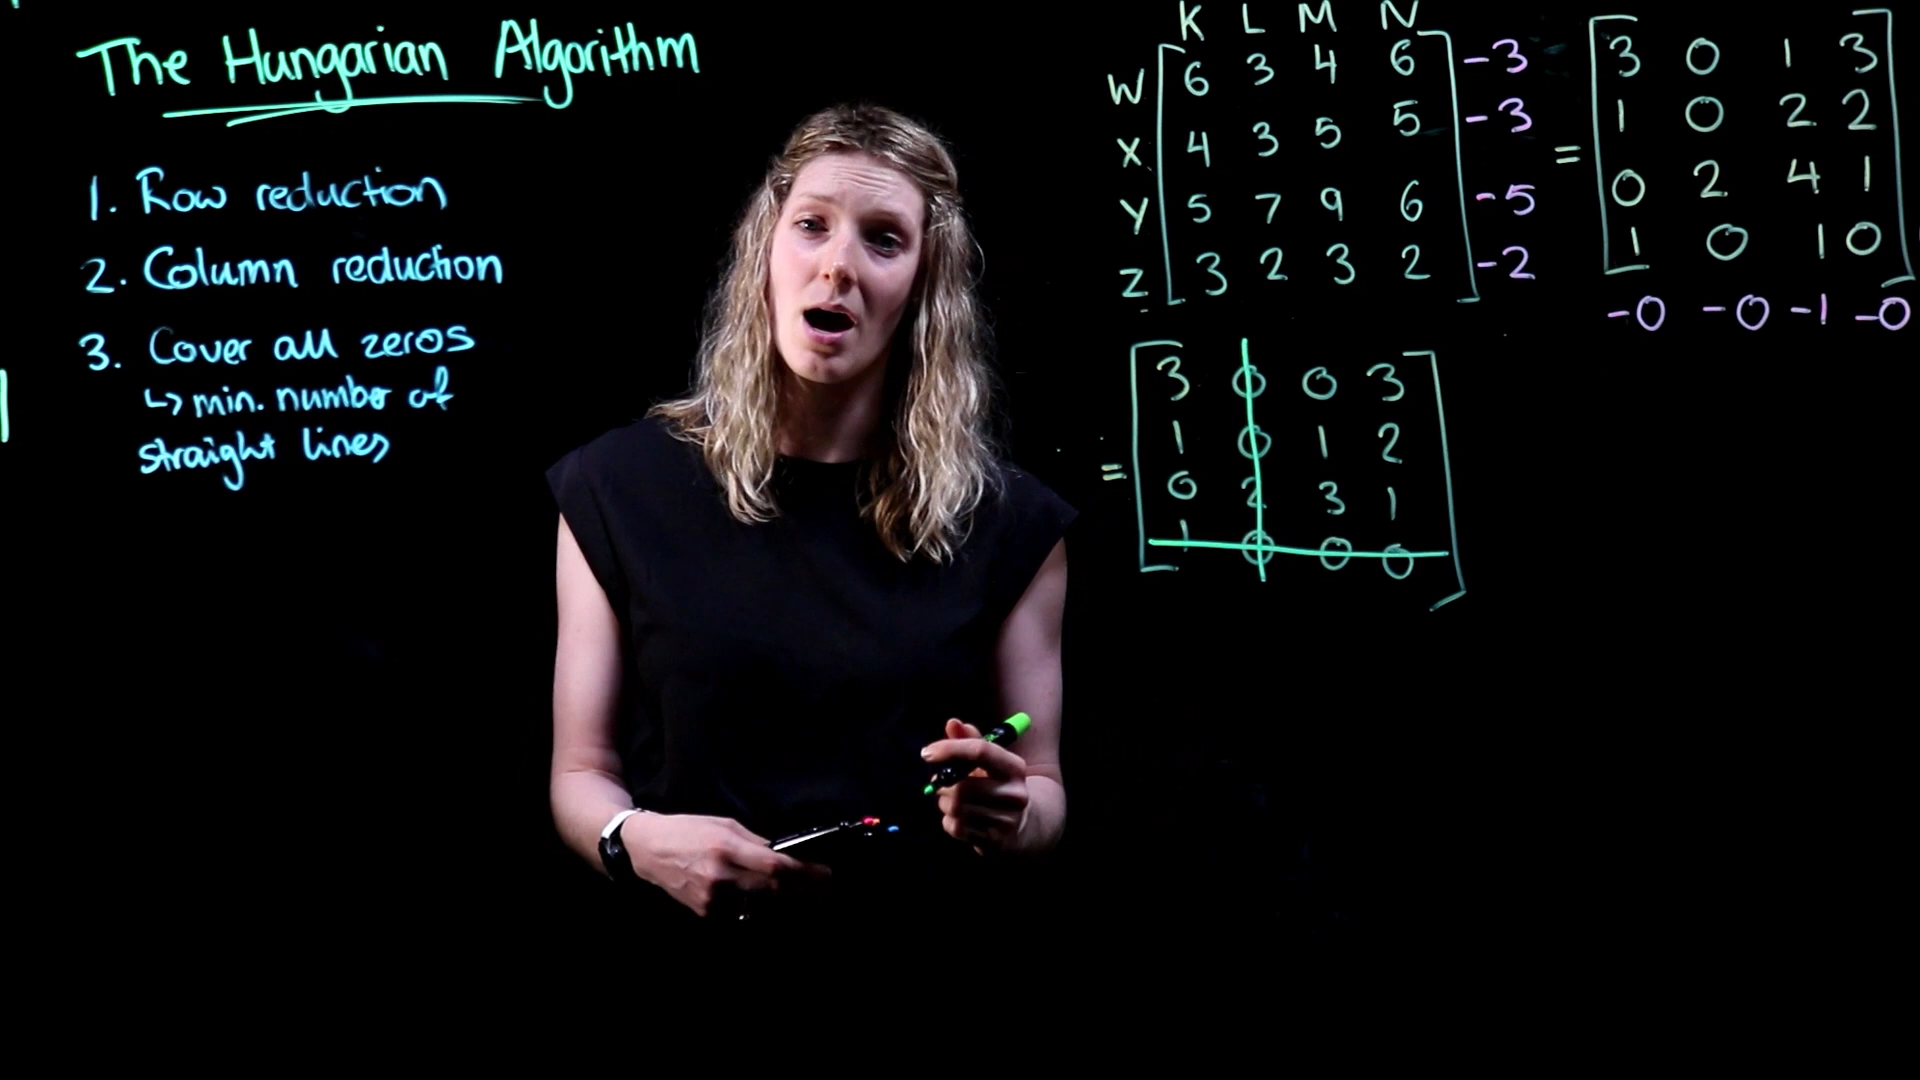 The Hungarian Algorithm
1. Row reduction
2. Column reduction
3. Cover all zeros
↳ min. number of
straight lines
K L M N
W 6 3 4 6 -3
X 4 3 5 5 -3
Y 5 7 9 6 -5
Z 3 2 3 2 -2
=
3 0 1 3
1 0 2 2
0 2 4 1
1 0 1 0
-0 -0 -1 -0
=
3 0 0 3
1 0 1 2
0 2 3 1
1 0 0 0